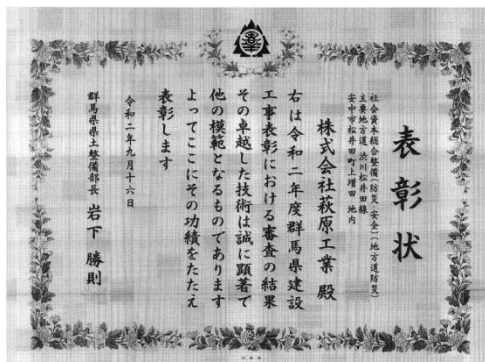 表彰状
社会資本総合整備(防災・安全)(地方道防災)
主要地方道 渋川松井田線
安中市松井田町上増田 地内
株式会社萩原工業 殿
右は令和二年度群馬県建設
工事表彰における審査の結果
その卓越した技術は誠に顕著で
他の模範となるものであります
よってここにその功績をたたえ
表彰します
令和二年九月十六日
群馬県県土整備部長 岩下 勝則